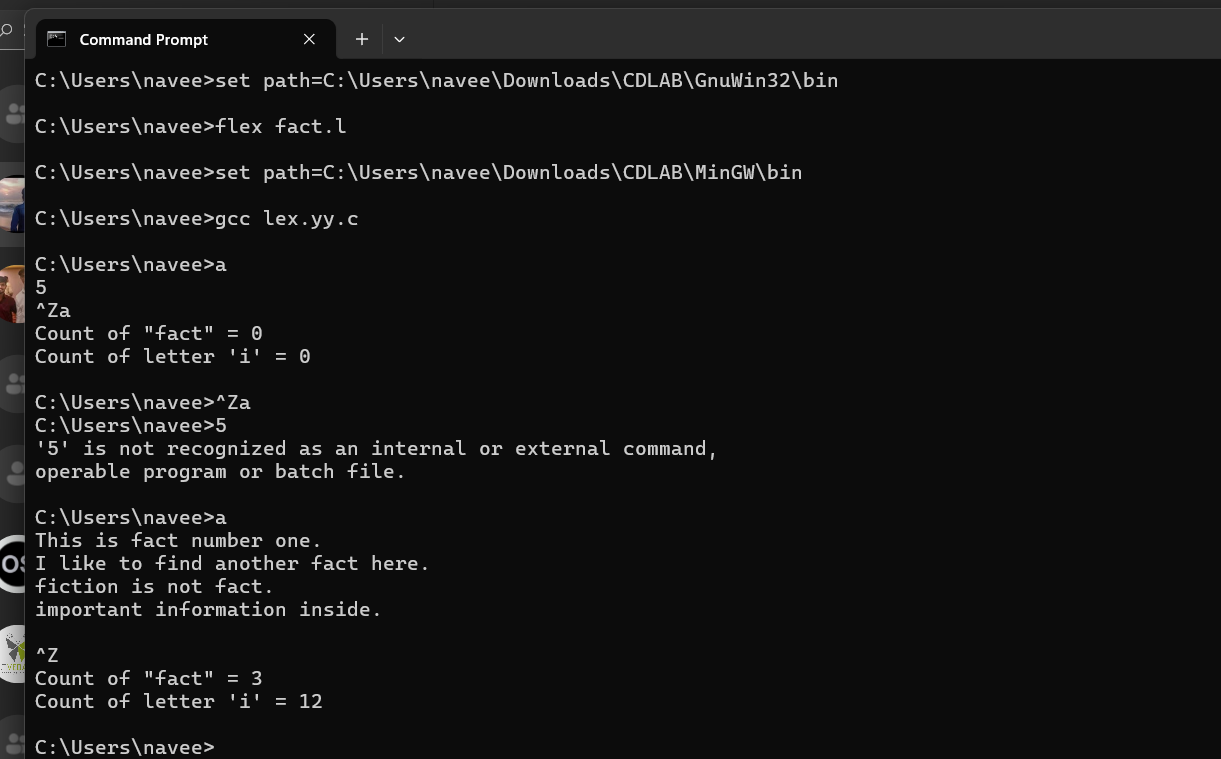 Command Prompt
C:\Users\navee>set path=C:\Users\navee\Downloads\CDLAB\GnuWin32\bin
C:\Users\navee>flex fact.l
C:\Users\navee>set path=C:\Users\navee\Downloads\CDLAB\MinGW\bin
C:\Users\navee>gcc lex.yy.c
C:\Users\navee>a
5
^Za
Count of "fact" = 0
Count of letter 'i' = 0
C:\Users\navee>^Za
C:\Users\navee>5
'5' is not recognized as an internal or external command,
operable program or batch file.
C:\Users\navee>a
This is fact number one.
I like to find another fact here.
fiction is not fact.
important information inside.
^Z
Count of "fact" = 3
Count of letter 'i' = 12
C:\Users\navee>